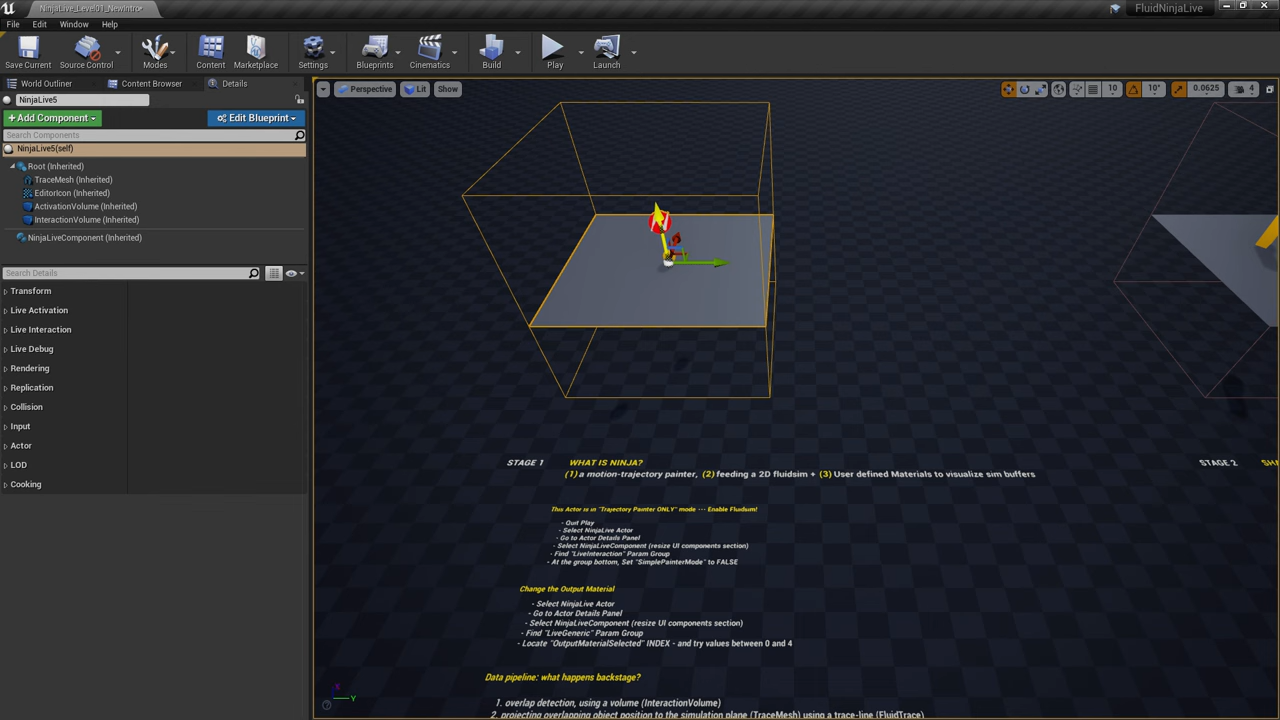 NinjaLive_Level01_NewIntro•
FluidNinjaLive
File Edit Window Help
Save Current Source Control Modes Content Marketplace Settings Blueprints Cinematics Build Play Launch
World Outliner Content Browser Details
Perspective Lit Show 10 10° 0.0625 4
NinjaLive5
+Add Component Edit Blueprint
Search Components
NinjaLive5(self)
Root (Inherited)
TraceMesh (Inherited)
EditorIcon (Inherited)
ActivationVolume (Inherited)
InteractionVolume (Inherited)
NinjaLiveComponent (Inherited)
Search Details
Transform
Live Activation
Live Interaction
Live Debug
Rendering
Replication
Collision
Input
Actor
LOD
Cooking
STAGE 1 WHAT IS NINJA?
(1) a motion-trajectory painter, (2) feeding a 2D fluidsim + (3) User defined Materials to visualize sim buffers
STAGE 2
This Actor is in "Trajectory Painter ONLY" mode --- Enable Fluidsim!
- Quit Play
- Select NinjaLive Actor
- Go to Actor Details Panel
- Select NinjaLiveComponent (resize UI components section)
- Find "LiveInteraction" Param Group
- At the group bottom, Set "SimplePainterMode" to FALSE
Change the Output Material
- Select NinjaLive Actor
- Go to Actor Details Panel
- Select NinjaLiveComponent (resize UI components section)
- Find "LiveGeneric" Param Group
- Locate "OutputMaterialSelected" INDEX - and try values between 0 and 4
Data pipeline: what happens backstage?
1. overlap detection, using a volume (InteractionVolume)
2. projecting overlapping object position to the simulation plane (TraceMesh) using a trace-line (FluidTrace)
X
Y